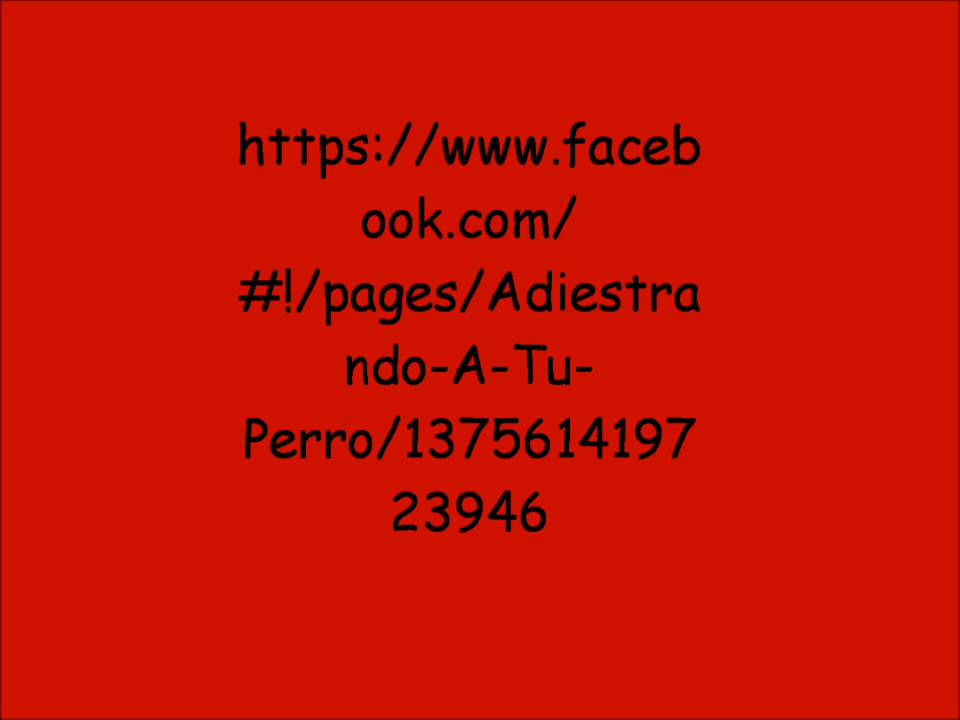 https://www.faceb
ook.com/
#!/pages/Adiestra
ndo-A-Tu-
Perro/1375614197
23946